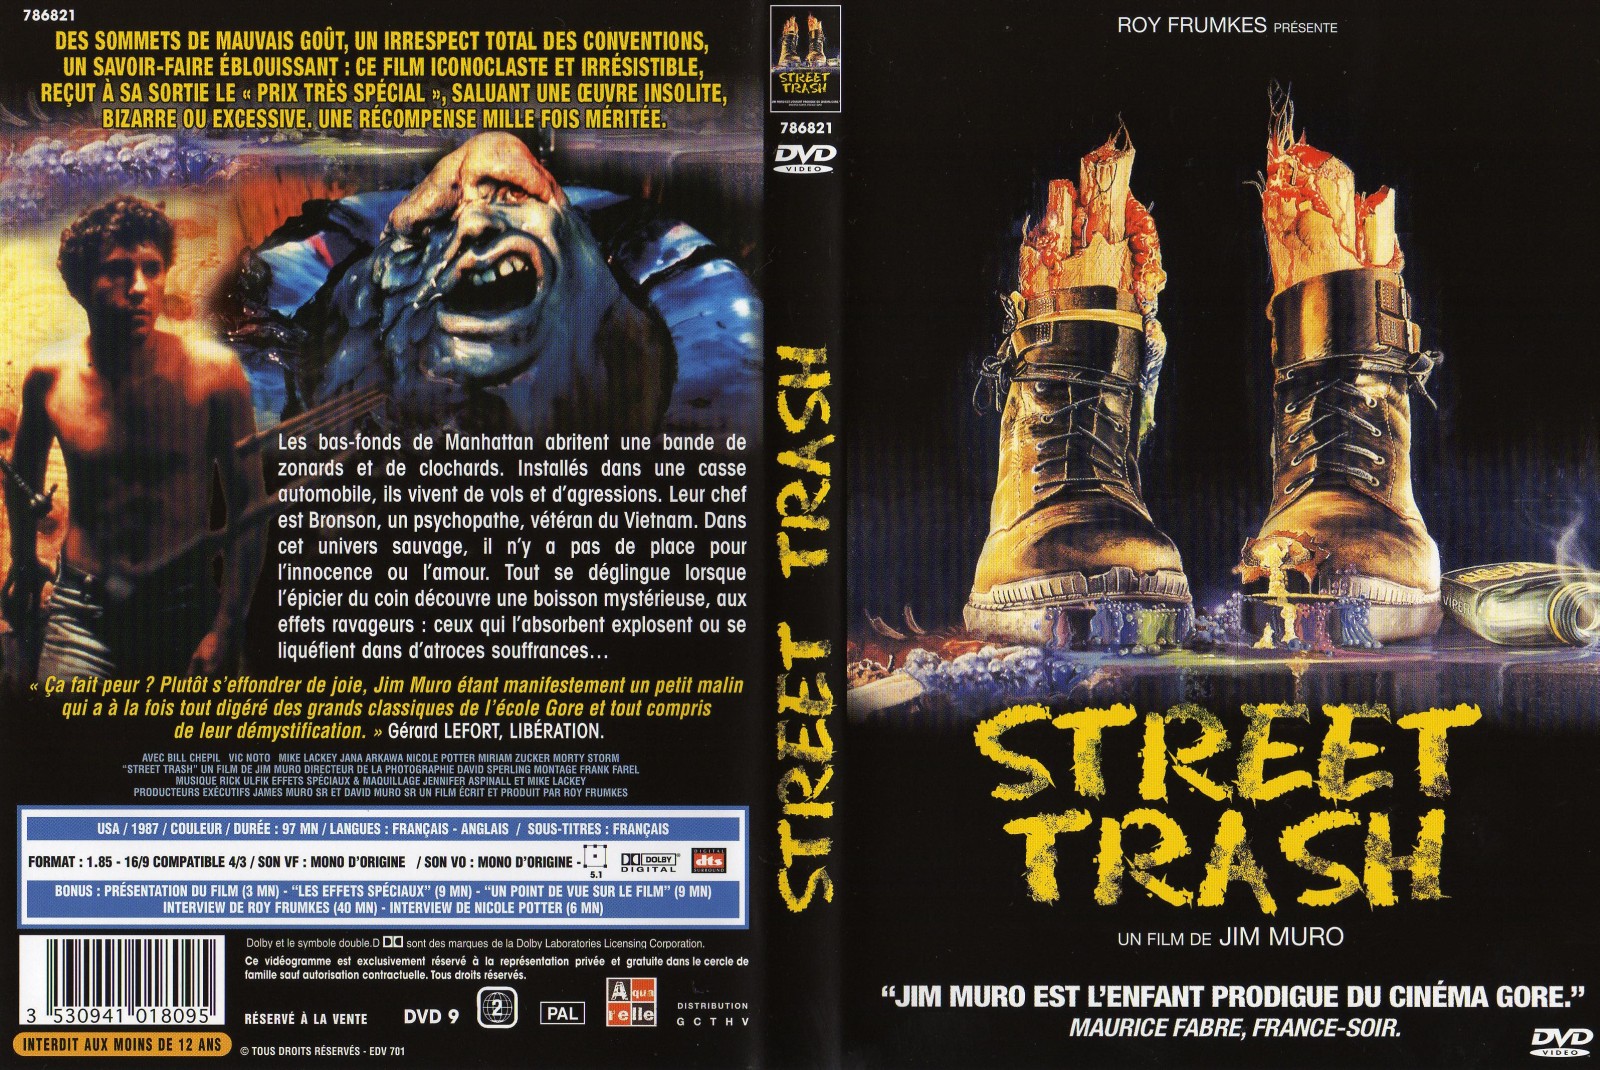 786821
DES SOMMETS DE MAUVAIS GOÛT, UN IRRESPECT TOTAL DES CONVENTIONS,
UN SAVOIR-FAIRE ÉBLOUISSANT : CE FILM ICONOCLASTE ET IRRÉSISTIBLE,
REÇUT À SA SORTIE LE « PRIX TRÈS SPÉCIAL », SALUANT UNE ŒUVRE INSOLITE,
BIZARRE OU EXCESSIVE. UNE RÉCOMPENSE MILLE FOIS MÉRITÉE.
Les bas-fonds de Manhattan abritent une bande de
zonards et de clochards. Installés dans une casse
automobile, ils vivent de vols et d'agressions. Leur chef
est Bronson, un psychopathe, vétéran du Vietnam. Dans
cet univers sauvage, il n'y a pas de place pour
l'innocence ou l'amour. Tout se déglingue lorsque
l'épicier du coin découvre une boisson mystérieuse, aux
effets ravageurs : ceux qui l'absorbent explosent ou se
liquéfient dans d'atroces souffrances...
« Ça fait peur ? Plutôt s'effondrer de joie, Jim Muro étant manifestement un petit malin
qui a à la fois tout digéré des grands classiques de l'école Gore et tout compris
de leur démystification. » Gérard LEFORT, LIBÉRATION.
AVEC BILL CHEPIL VIC NOTO MIKE LACKEY JANA ARKAWA NICOLE POTTER MIRIAM ZUCKER MORTY STORM
"STREET TRASH" UN FILM DE JIM MURO DIRECTEUR DE LA PHOTOGRAPHIE DAVID SPERLING MONTAGE FRANK FAREL
MUSIQUE RICK ULFIK EFFETS SPÉCIAUX & MAQUILLAGE JENNIFER ASPINALL ET MIKE LACKEY
PRODUCTEURS EXÉCUTIFS JAMES MURO SR ET DAVID MURO SR UN FILM ÉCRIT ET PRODUIT PAR ROY FRUMKES
USA / 1987 / COULEUR / DURÉE : 97 MN / LANGUES : FRANÇAIS - ANGLAIS / SOUS-TITRES : FRANÇAIS
FORMAT : 1.85 - 16/9 COMPATIBLE 4/3 / SON VF : MONO D'ORIGINE / SON VO : MONO D'ORIGINE - 5.1 DOLBY DIGITAL DIGITAL dts SURROUND
BONUS : PRÉSENTATION DU FILM (3 MN) - "LES EFFETS SPÉCIAUX" (9 MN) - "UN POINT DE VUE SUR LE FILM" (9 MN)
INTERVIEW DE ROY FRUMKES (40 MN) - INTERVIEW DE NICOLE POTTER (6 MN)
Dolby et le symbole double.D sont des marques de la Dolby Laboratories Licensing Corporation.
Ce vidéogramme est exclusivement réservé à la représentation privée et gratuite dans le cercle de
famille sauf autorisation contractuelle. Tous droits réservés.
3 530941 018095
RÉSERVÉ À LA VENTE
DVD 9
2
PAL
Aqua
relle
DISTRIBUTION
GCTHV
INTERDIT AUX MOINS DE 12 ANS
© TOUS DROITS RÉSERVÉS - EDV 701
STREET
TRASH
786821
DVD
VIDEO
STREET TRASH
ROY FRUMKES PRÉSENTE
STREET
TRASH
UN FILM DE JIM MURO
"JIM MURO EST L'ENFANT PRODIGUE DU CINÉMA GORE."
MAURICE FABRE, FRANCE-SOIR.
DVD
VIDEO